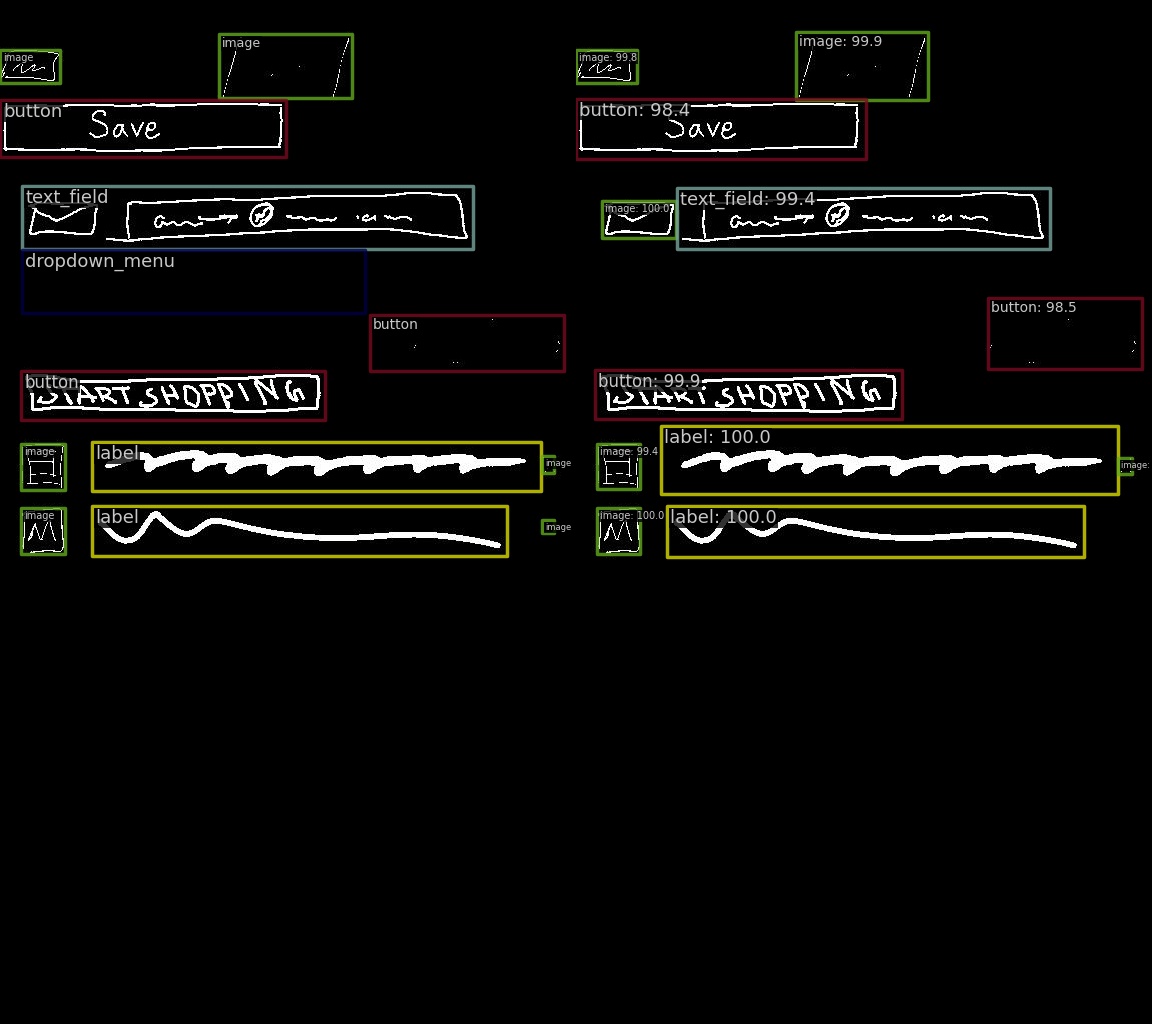 image image image: 99.8 image: 99.9
button button: 98.4
Save Save
text_field image: 100.0 text_field: 99.4
dropdown_menu
button button: 98.5
button button: 99.9
START SHOPPING START SHOPPING
label label: 100.0
image image image: 99.4 image:
image label image image: 100.0 label: 100.0